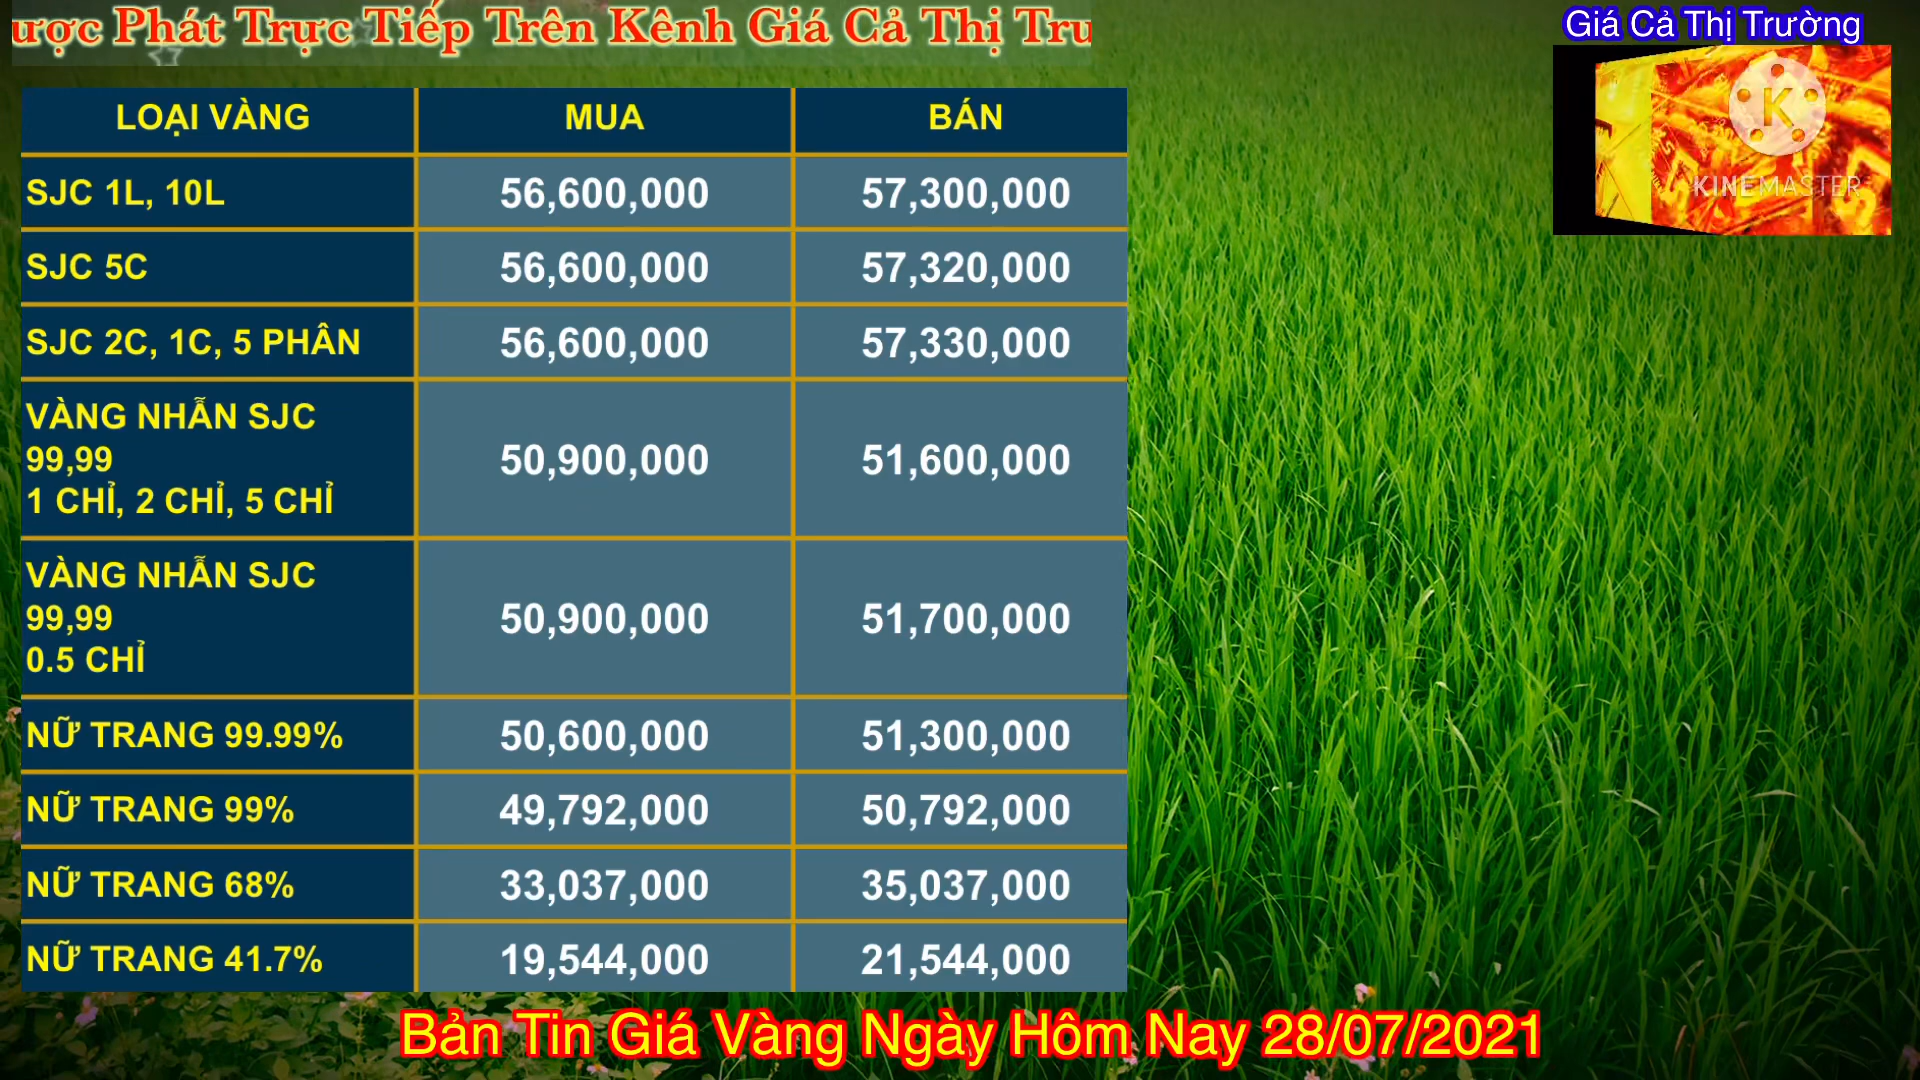 Phát Trực Tiếp Trên Kênh Giá Cả Thị
Giá Cả Thị Trường
KINEMASTER
LOẠI VÀNG MUA BÁN
SJC 1L, 10L 56,600,000 57,300,000
SJC 5C 56,600,000 57,320,000
SJC 2C, 1C, 5 PHÂN 56,600,000 57,330,000
VÀNG NHẪN SJC
99,99
1 CHỈ, 2 CHỈ, 5 CHỈ 50,900,000 51,600,000
VÀNG NHẪN SJC
99,99
0.5 CHỈ 50,900,000 51,700,000
NỮ TRANG 99.99% 50,600,000 51,300,000
NỮ TRANG 99% 49,792,000 50,792,000
NỮ TRANG 68% 33,037,000 35,037,000
NỮ TRANG 41.7% 19,544,000 21,544,000
Bản Tin Giá Vàng Ngày Hôm Nay 28/07/2021